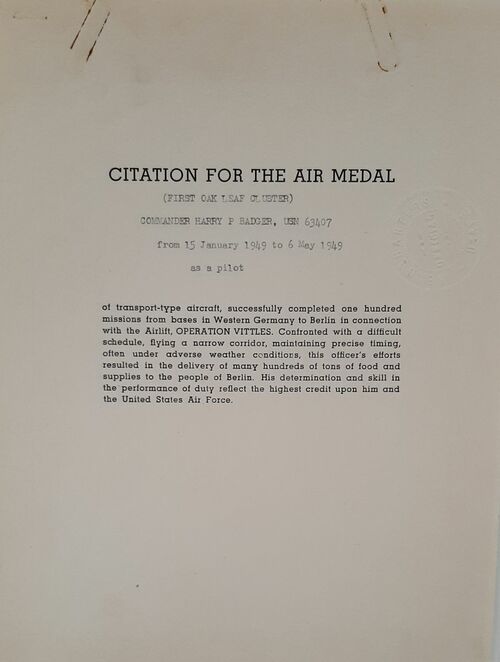 CITATION FOR THE AIR MEDAL
(FIRST OAK LEAF CLUSTER)
COMMANDER HARRY P BADGER, USN 63407
from 15 January 1949 to 6 May 1949
as a pilot
of transport-type aircraft, successfully completed one hundred
missions from bases in Western Germany to Berlin in connection
with the Airlift, OPERATION VITTLES. Confronted with a difficult
schedule, flying a narrow corridor, maintaining precise timing,
often under adverse weather conditions, this officer's efforts
resulted in the delivery of many hundreds of tons of food and
supplies to the people of Berlin. His determination and skill in
the performance of duty reflect the highest credit upon him and
the United States Air Force.